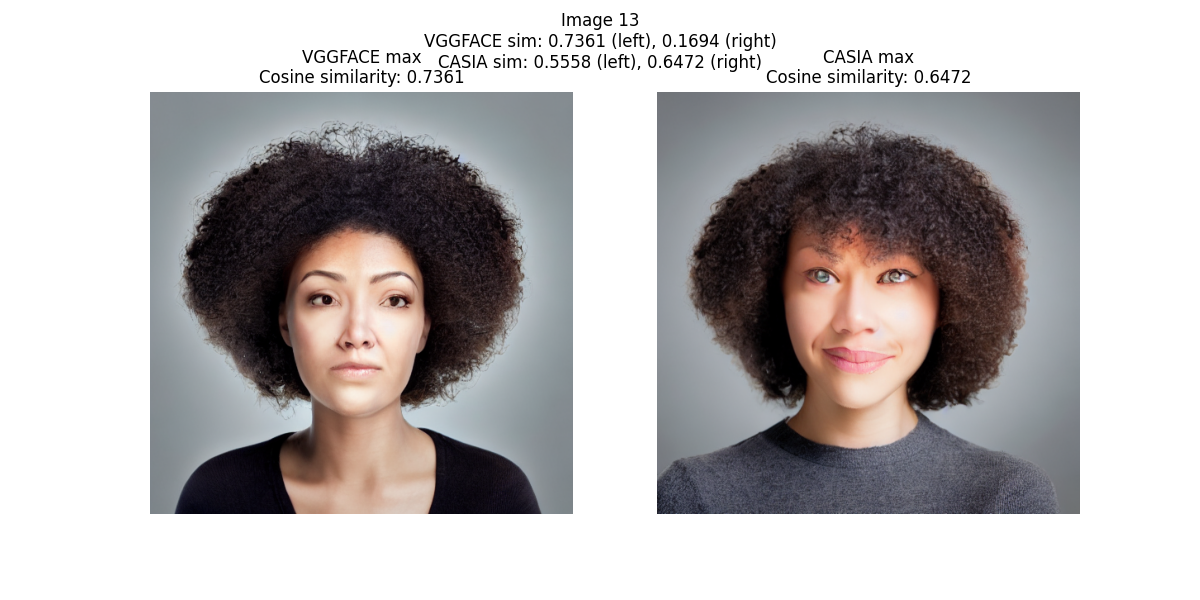 Image 13
VGGFACE sim: 0.7361 (left), 0.1694 (right)
CASIA sim: 0.5558 (left), 0.6472 (right)
VGGFACE max
Cosine similarity: 0.7361
CASIA max
Cosine similarity: 0.6472